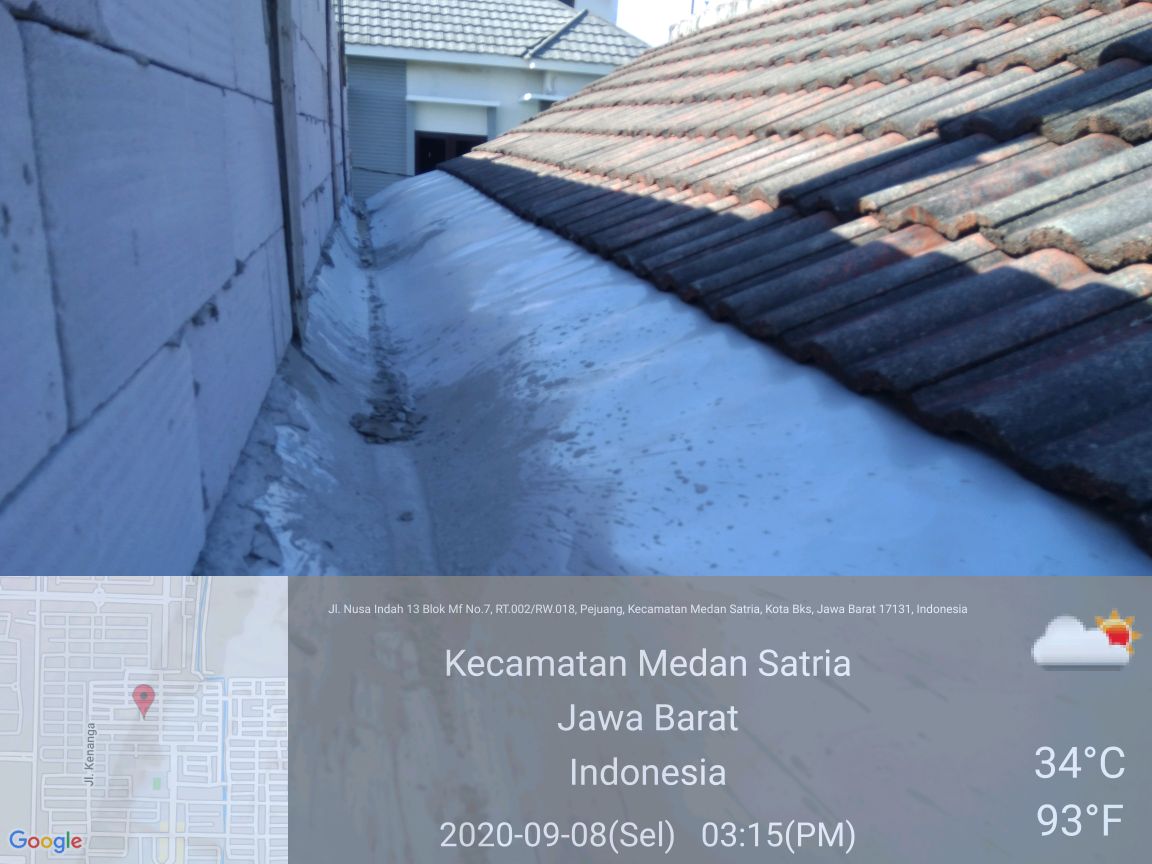 Jl. Nusa Indah 13 Blok Mf No.7, RT.002/RW.018, Pejuang, Kecamatan Medan Satria, Kota Bks, Jawa Barat 17131, Indonesia
Kecamatan Medan Satria
Jawa Barat
Indonesia
2020-09-08(Sel) 03:15(PM)
34°C
93°F
Jl. Kenanga
Google